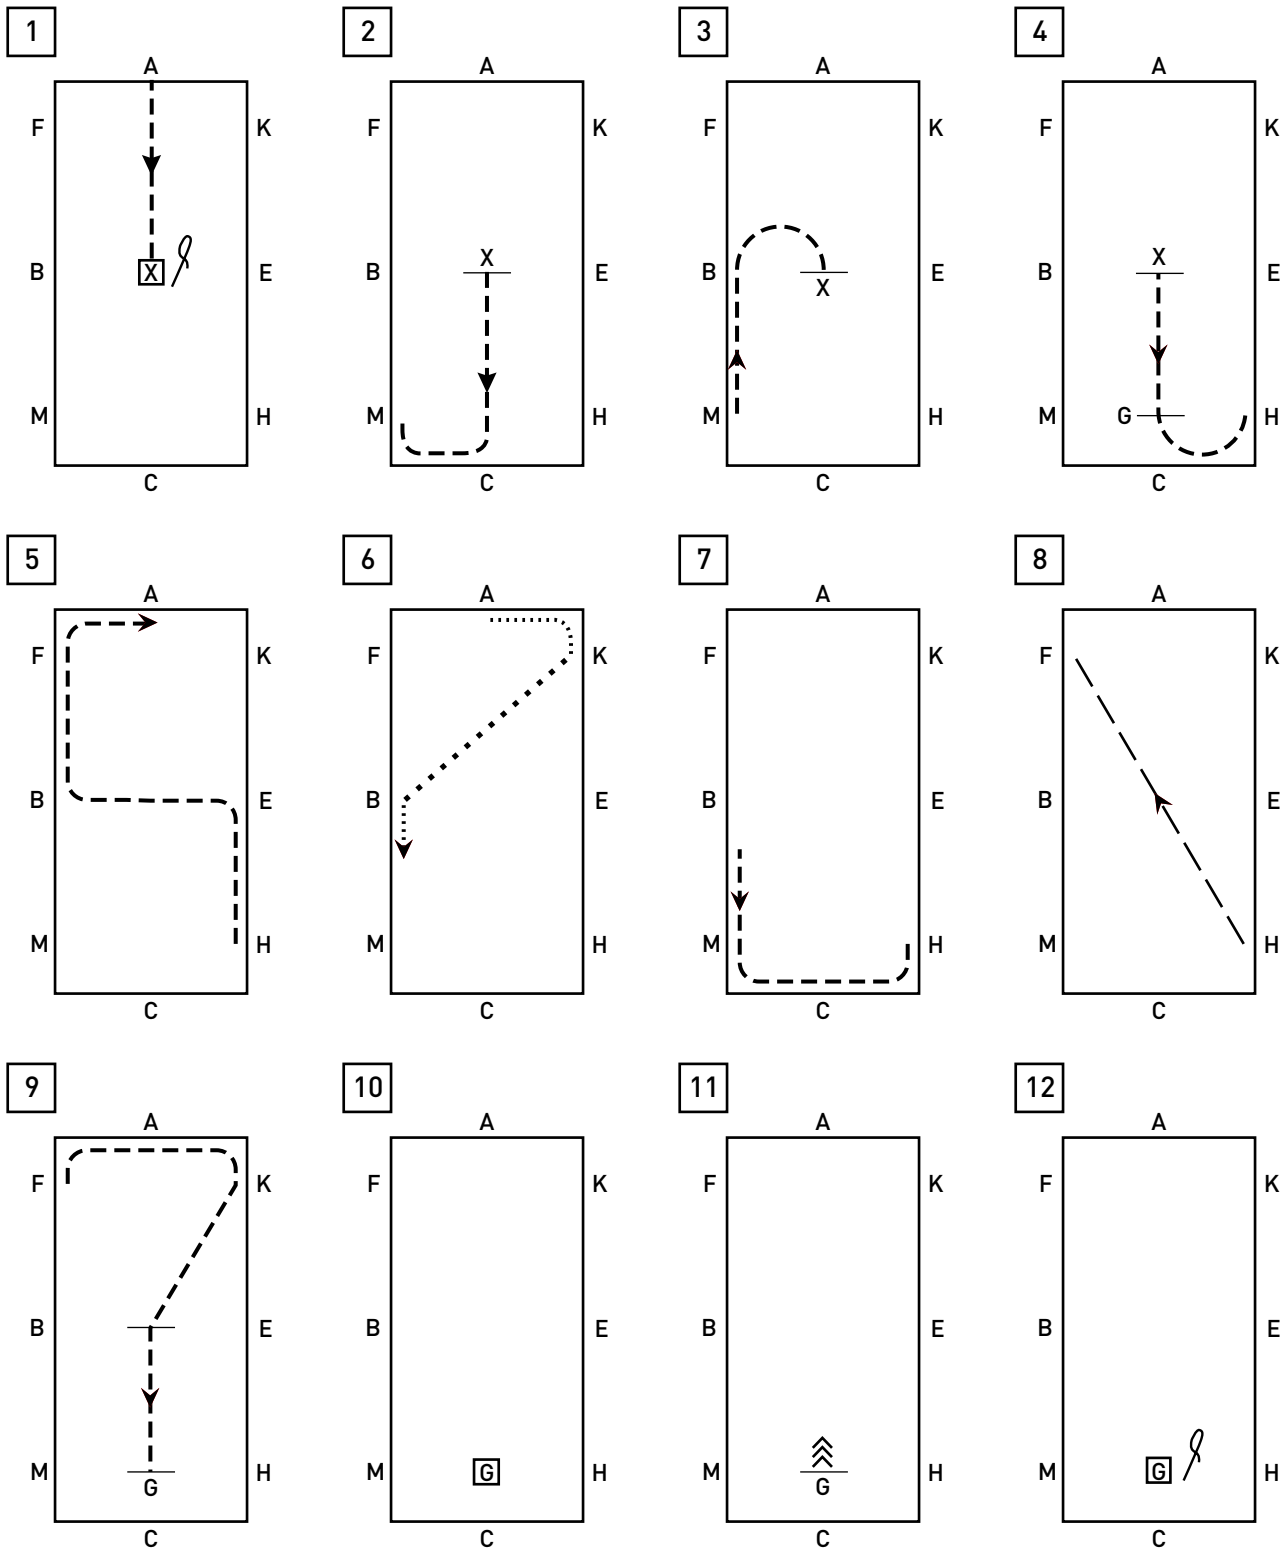 1 2 3 4
A A A A
F K F K F K F K
X X
B X E B E B E B E
X
M H M H M H M G H
C C C C
5 6 7 8
A A A A
F K F K F K F K
B E B E B E B E
M H M H M H M H
C C C C
9 10 11 12
A A A A
F K F K F K F K
B E B E B E B E
M H M G H M H M G H
G G
C C C C